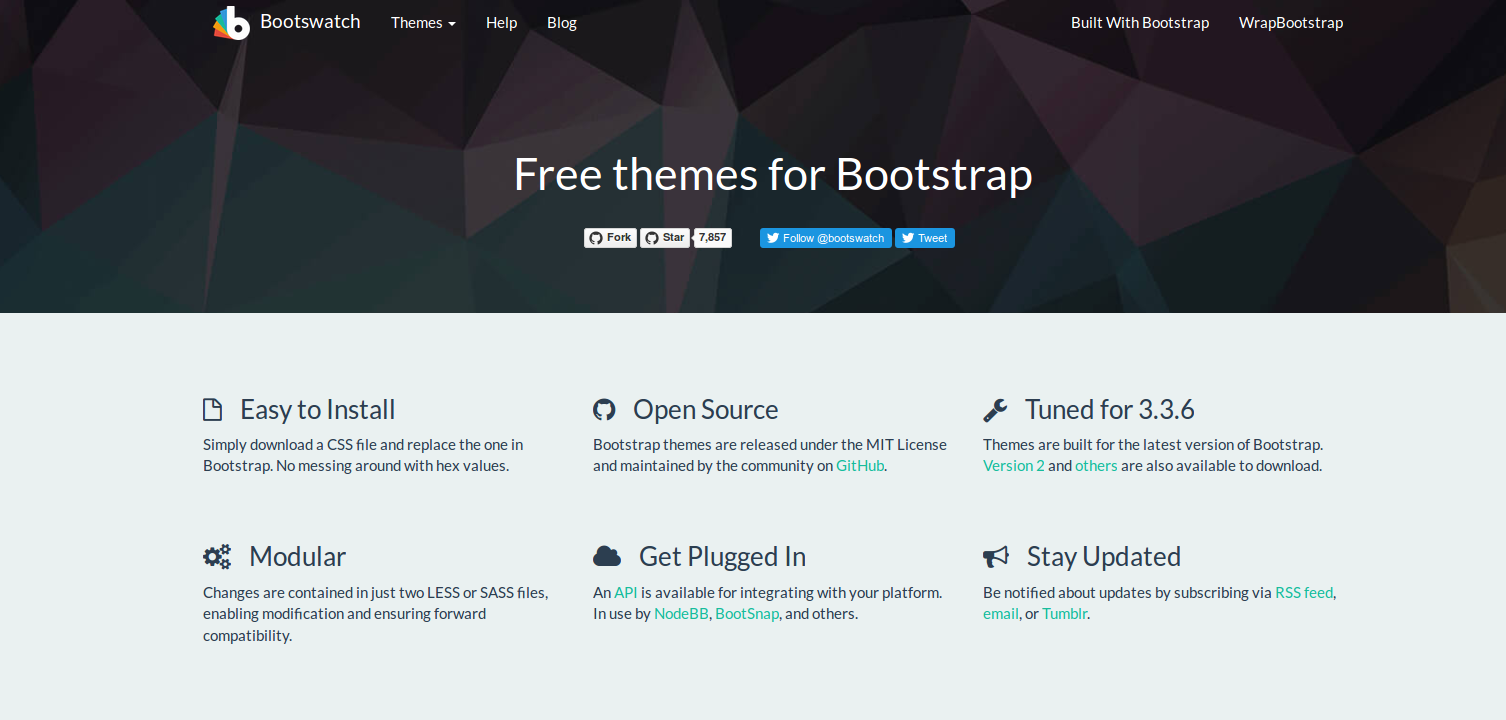 Bootswatch Themes Help Blog Built With Bootstrap WrapBootstrap
Free themes for Bootstrap
Fork Star 7,857 Follow @bootswatch Tweet
Easy to Install
Simply download a CSS file and replace the one in
Bootstrap. No messing around with hex values.
Open Source
Bootstrap themes are released under the MIT License
and maintained by the community on GitHub.
Tuned for 3.3.6
Themes are built for the latest version of Bootstrap.
Version 2 and others are also available to download.
Modular
Changes are contained in just two LESS or SASS files,
enabling modification and ensuring forward
compatibility.
Get Plugged In
An API is available for integrating with your platform.
In use by NodeBB, BootSnap, and others.
Stay Updated
Be notified about updates by subscribing via RSS feed,
email, or Tumblr.